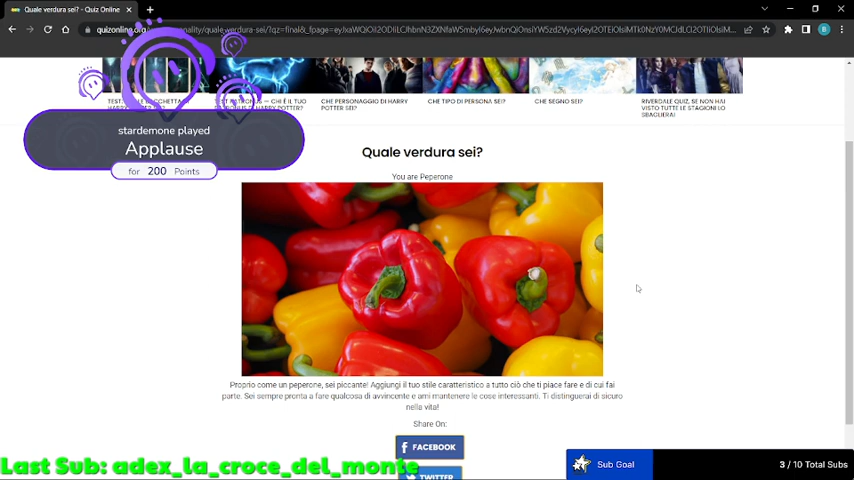 Quale verdura sei? - Quiz Online
quizonline.org
TEST
CHE PERSONAGGIO DI HARRY
POTTER SEI?
CHE TIPO DI PERSONA SEI?
CHE SEGNO SEI?
RIVERDALE QUIZ, SE NON HAI
VISTO TUTTE LE STAGIONI LO
SBAGLIERAI
stardemone played
Applause
for 200 Points
Quale verdura sei?
You are Peperone
Proprio come un peperone, sei piccante! Aggiungi il tuo stile caratteristico a tutto ciò che ti piace fare e di cui fai
parte. Sei sempre pronta a fare qualcosa di avvincente e ami mantenere le cose interessanti. Ti distinguerai di sicuro
nella vita!
Share On:
FACEBOOK
TWITTER
Last Sub: adex_la_croce_del_monte
Sub Goal
3 / 10 Total Subs